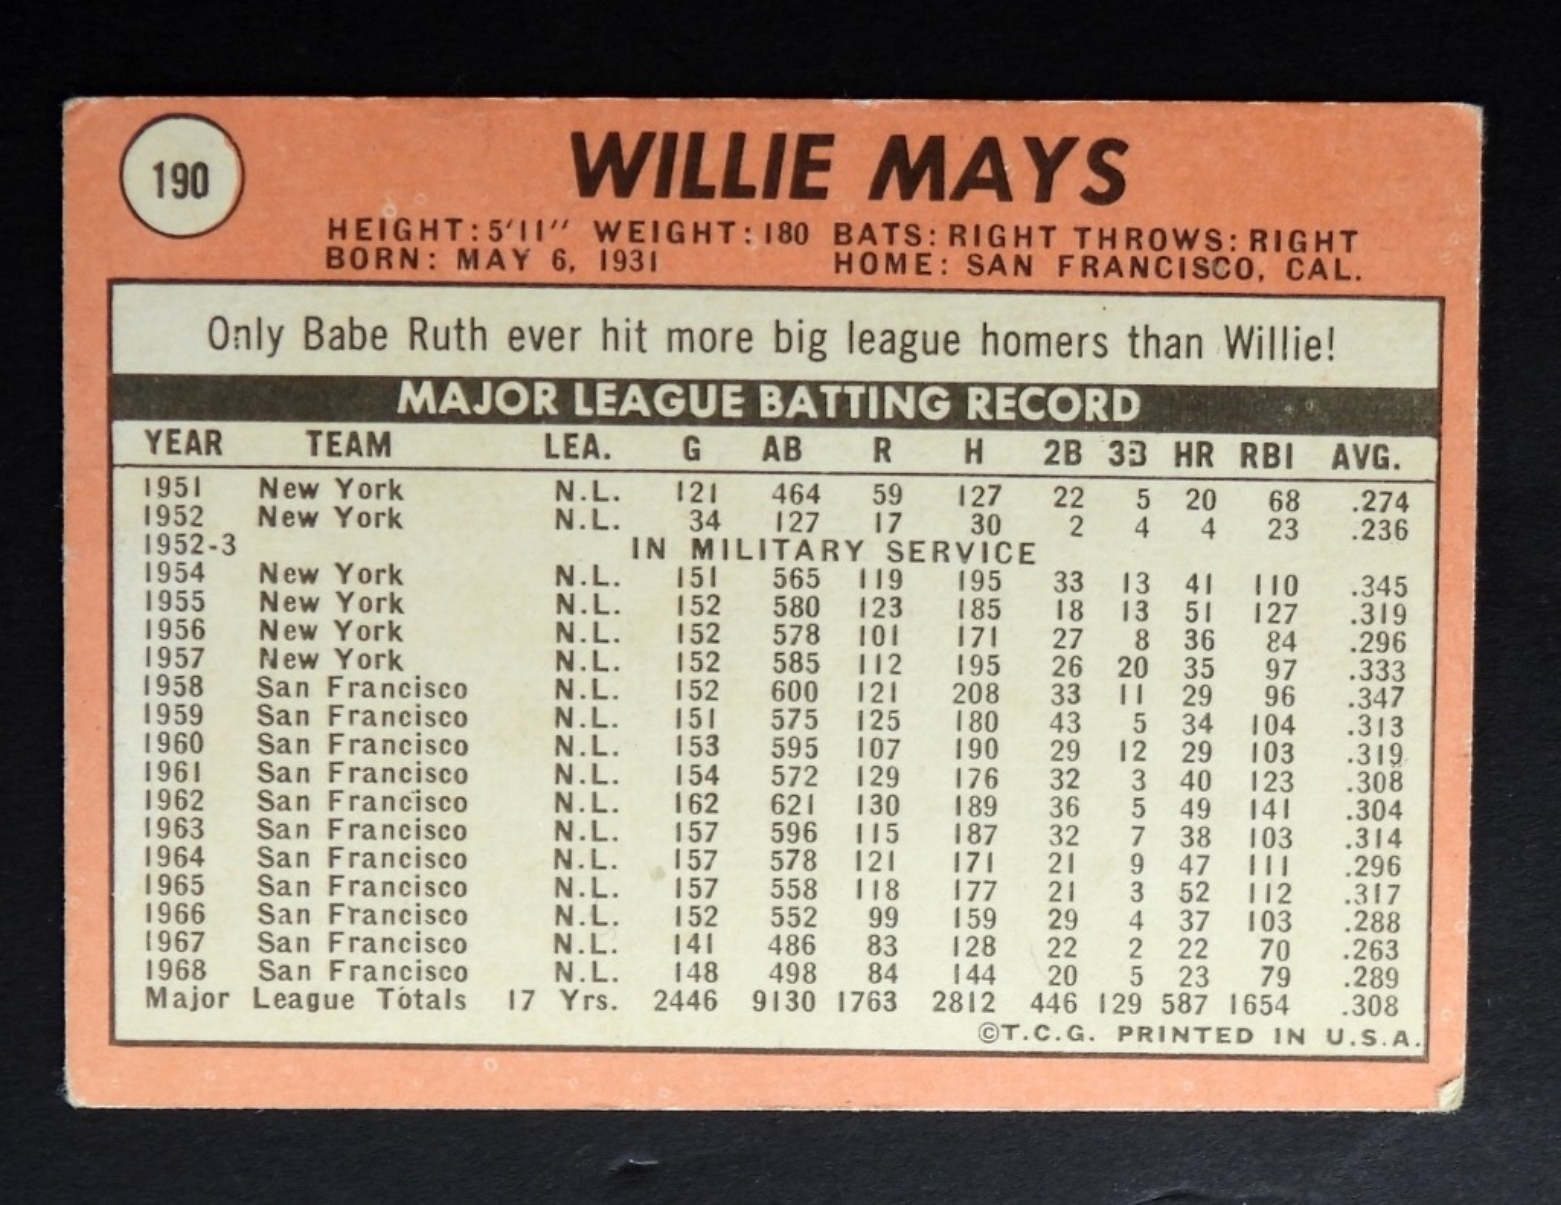 190
WILLIE MAYS
HEIGHT: 5'11" WEIGHT: 180 BATS: RIGHT THROWS: RIGHT
BORN: MAY 6, 1931 HOME: SAN FRANCISCO, CAL.
Only Babe Ruth ever hit more big league homers than Willie!
MAJOR LEAGUE BATTING RECORD
YEAR TEAM LEA. G AB R H 2B 3B HR RBI AVG.
1951 New York N.L. 121 464 59 127 22 5 20 68 .274
1952 New York N.L. 34 127 17 30 2 4 4 23 .236
1952-3 IN MILITARY SERVICE
1954 New York N.L. 151 565 119 195 33 13 41 110 .345
1955 New York N.L. 152 580 123 185 18 13 51 127 .319
1956 New York N.L. 152 578 101 171 27 8 36 84 .296
1957 New York N.L. 152 585 112 195 26 20 35 97 .333
1958 San Francisco N.L. 152 600 121 208 33 11 29 96 .347
1959 San Francisco N.L. 151 575 125 180 43 5 34 104 .313
1960 San Francisco N.L. 153 595 107 190 29 12 29 103 .319
1961 San Francisco N.L. 154 572 129 176 32 3 40 123 .308
1962 San Francisco N.L. 162 621 130 189 36 5 49 141 .304
1963 San Francisco N.L. 157 596 115 187 32 7 38 103 .314
1964 San Francisco N.L. 157 578 121 171 21 9 47 111 .296
1965 San Francisco N.L. 157 558 118 177 21 3 52 112 .317
1966 San Francisco N.L. 152 552 99 159 29 4 37 103 .288
1967 San Francisco N.L. 141 486 83 128 22 2 22 70 .263
1968 San Francisco N.L. 148 498 84 144 20 5 23 79 .289
Major League Totals 17 Yrs. 2446 9130 1763 2812 446 129 587 1654 .308
©T.C.G. PRINTED IN U.S.A.